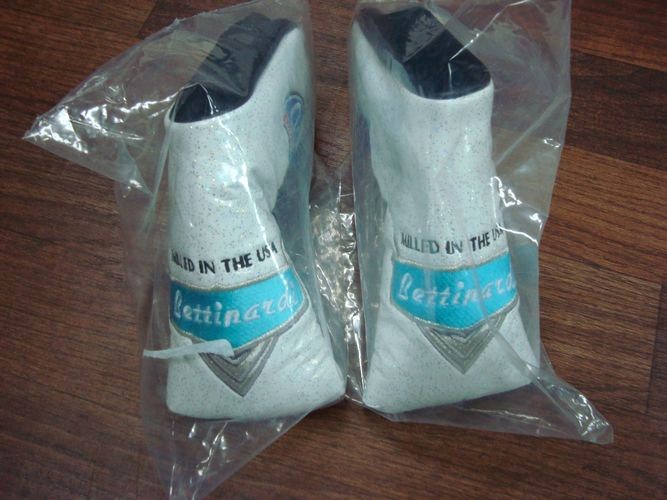 MILLED IN THE USA
Bettinardi
MILLED IN THE USA
Bettinardi